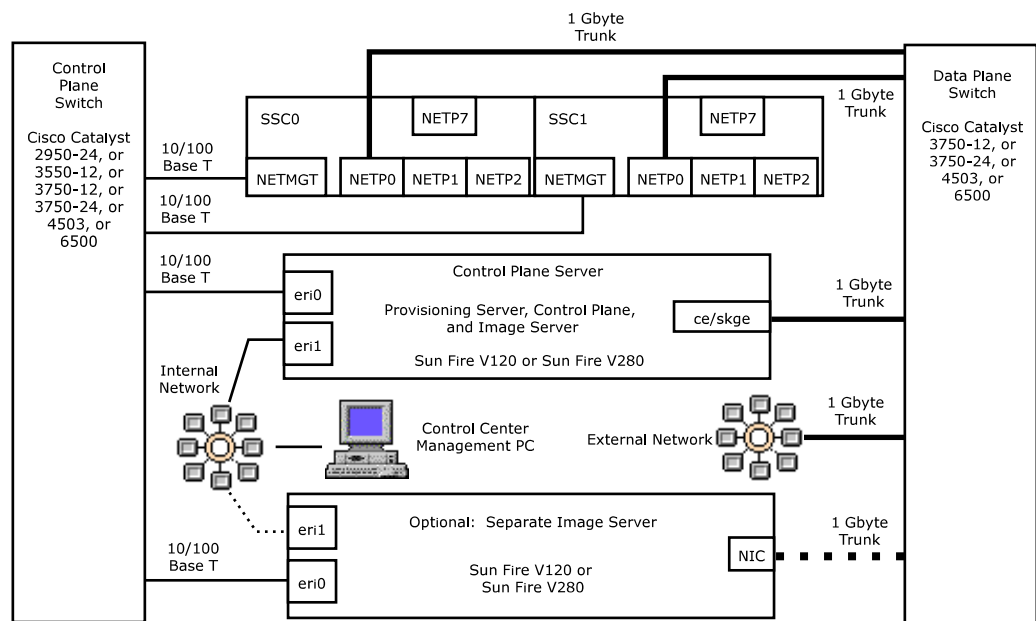 1 Gbyte
Trunk
Control
Plane
Switch
Cisco Catalyst
2950-24, or
3550-12, or
3750-12, or
3750-24, or
4503, or
6500
Data Plane
Switch
Cisco Catalyst
3750-12, or
3750-24, or
4503, or
6500
1 Gbyte
Trunk
SSC0
NETP7
SSC1
NETP7
10/100
Base T
NETMGT
NETP0
NETP1
NETP2
NETMGT
NETP0
NETP1
NETP2
10/100
Base T
10/100
Base T
Control Plane Server
eri0
Provisioning Server, Control Plane,
and Image Server
ce/skge
1 Gbyte
Trunk
eri1
Sun Fire V120 or Sun Fire V280
Internal
Network
Control Center
Management PC
External Network
1 Gbyte
Trunk
eri1
Optional: Separate Image Server
1 Gbyte
Trunk
NIC
10/100
Base T
eri0
Sun Fire V120 or
Sun Fire V280